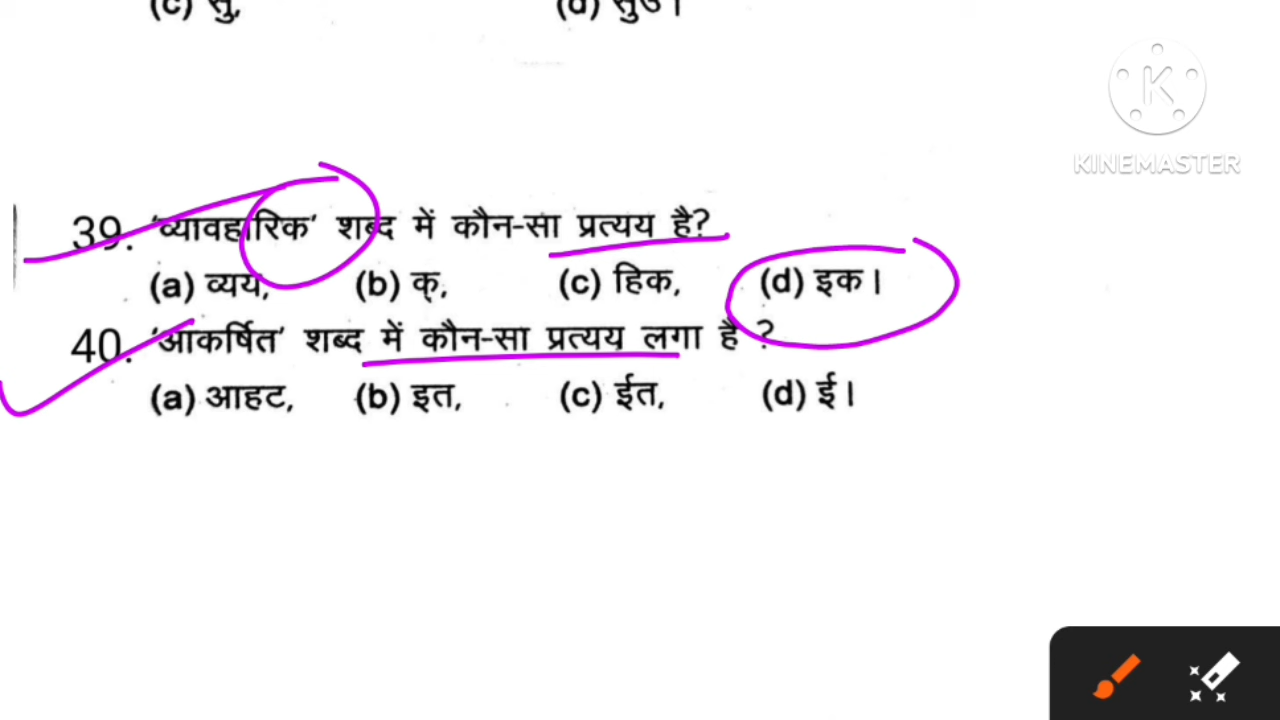 (c) सु, (d) सुउ।
KINEMASTER
39. 'व्यावहारिक' शब्द में कौन-सा प्रत्यय है?
(a) व्यय, (b) क्, (c) हिक, (d) इक।
40. 'आकर्षित' शब्द में कौन-सा प्रत्यय लगा है ?
(a) आहट, (b) इत, (c) ईत, (d) ई।